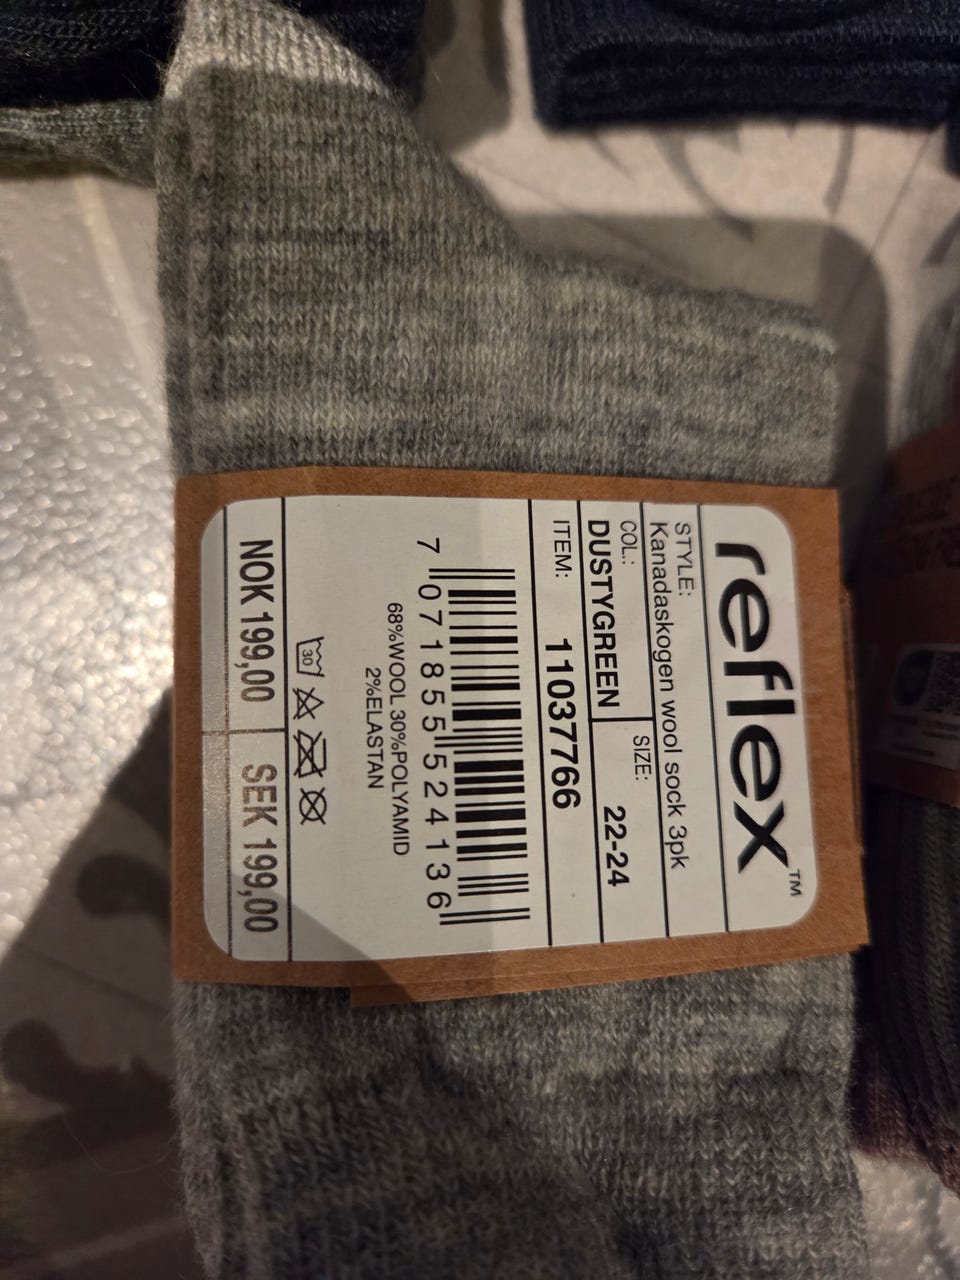 reflex™
STYLE:
Kanadaskogen wool sock 3pk
COL.:
DUSTYGREEN
SIZE:
22-24
ITEM:
11037766
7 071855 524136
68%WOOL 30%POLYAMID
2%ELASTAN
30
NOK 199,00
SEK 199,00